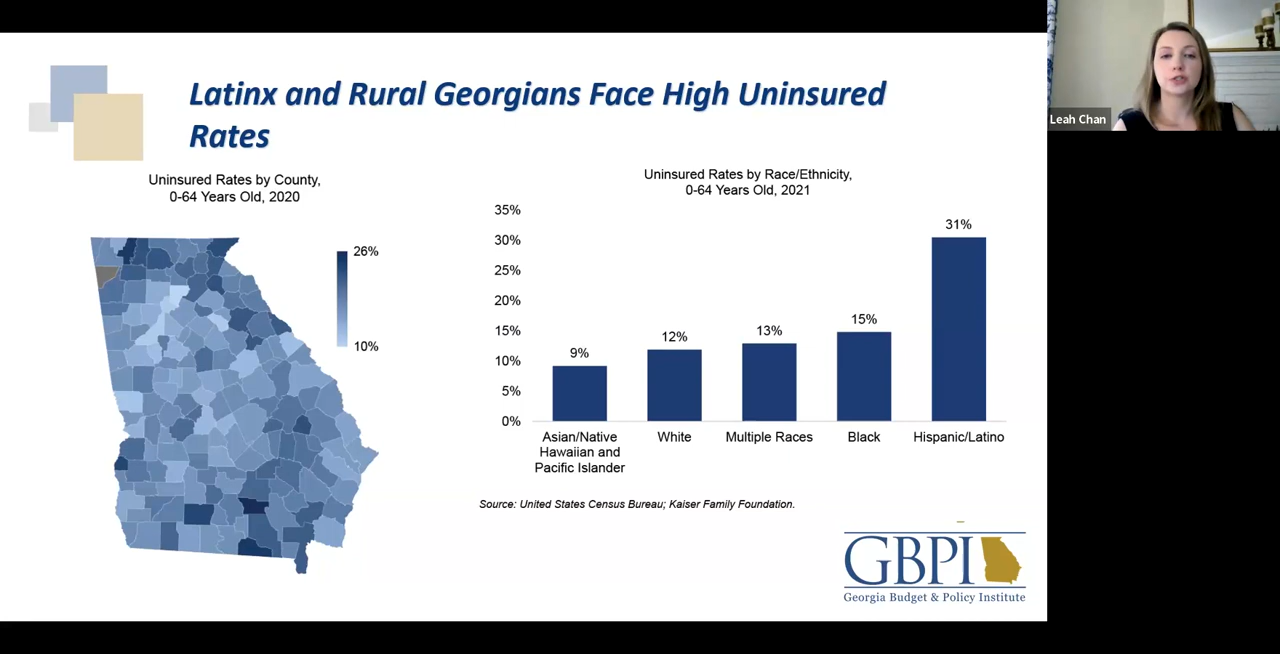 Latinx and Rural Georgians Face High Uninsured
Rates
Leah Chan
Uninsured Rates by County,
0-64 Years Old, 2020
26%
10%
Uninsured Rates by Race/Ethnicity,
0-64 Years Old, 2021
35%
30%
25%
20%
15%
10%
5%
0%
9%
12%
13%
15%
31%
Asian/Native
Hawaiian and
Pacific Islander
White
Multiple Races
Black
Hispanic/Latino
Source: United States Census Bureau; Kaiser Family Foundation.
GBPI
Georgia Budget & Policy Institute